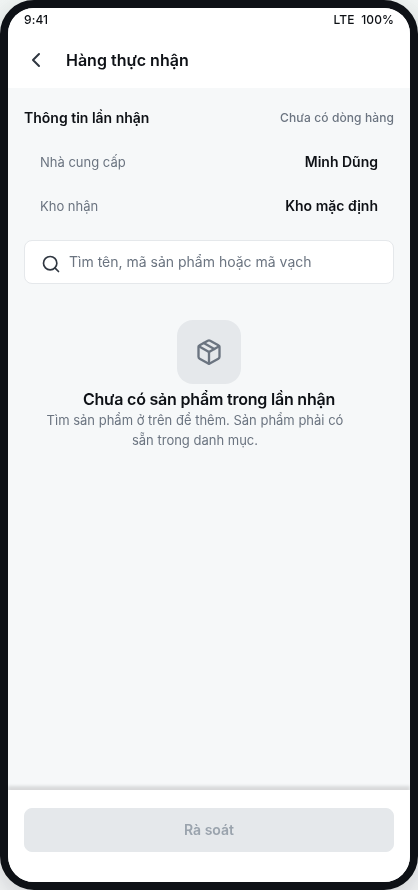 9:41 LTE 100%
Hàng thực nhận
Thông tin lần nhận Chưa có dòng hàng
Nhà cung cấp Minh Dũng
Kho nhận Kho mặc định
Tìm tên, mã sản phẩm hoặc mã vạch
Chưa có sản phẩm trong lần nhận
Tìm sản phẩm ở trên để thêm. Sản phẩm phải có
sẵn trong danh mục.
Rà soát